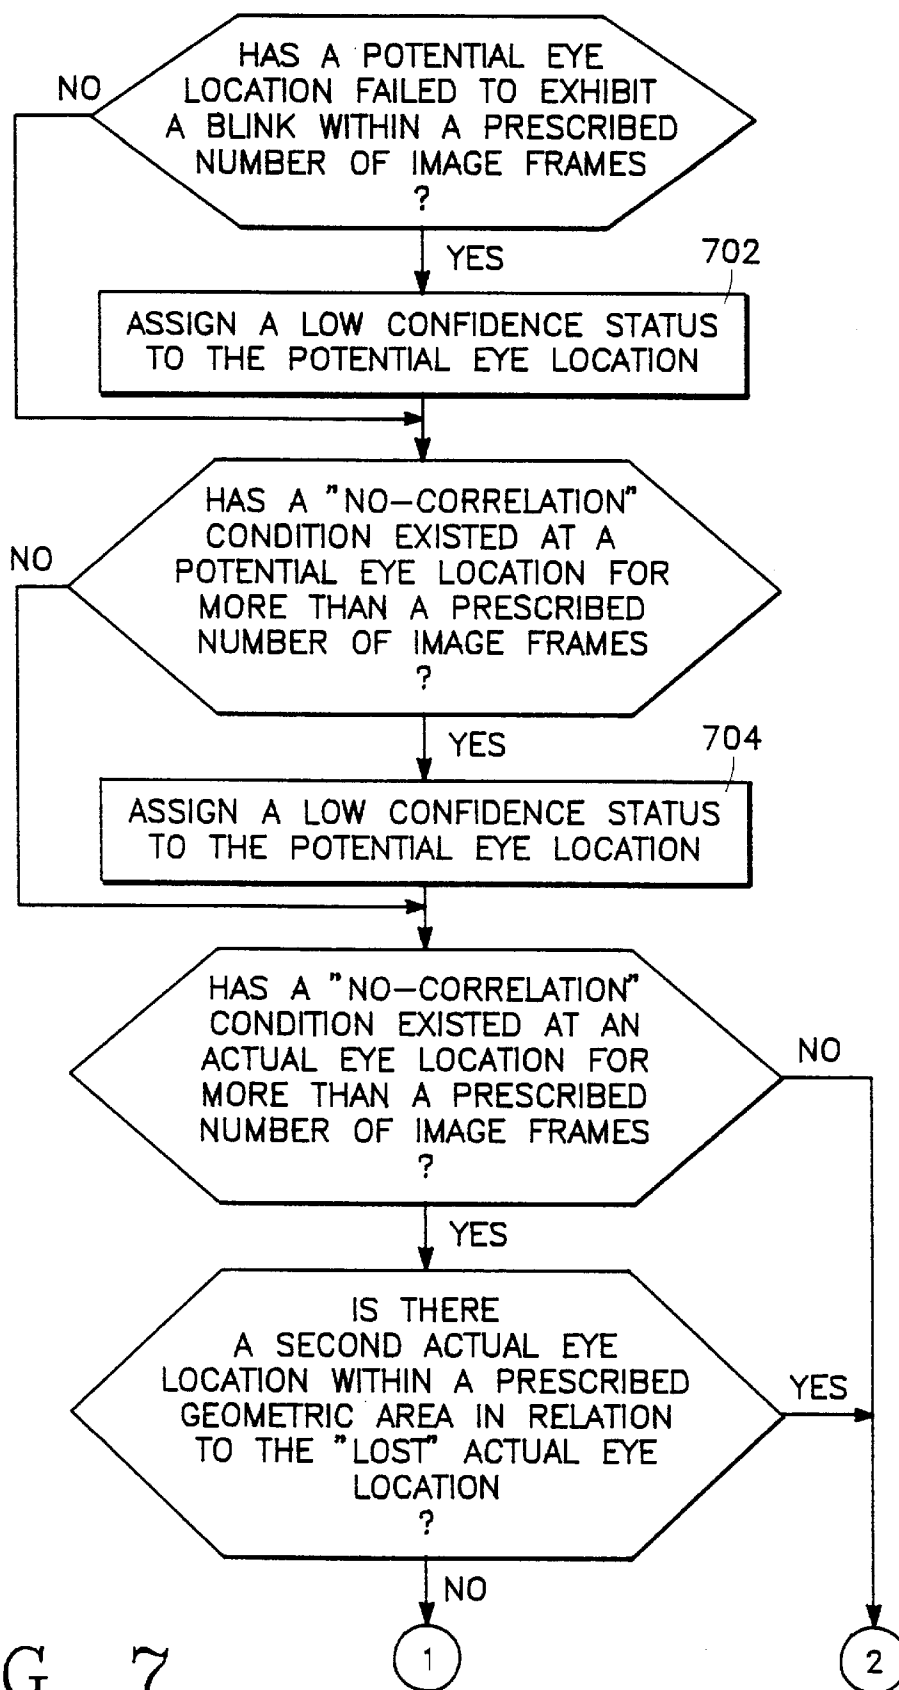 HAS A POTENTIAL EYE
LOCATION FAILED TO EXHIBIT
A BLINK WITHIN A PRESCRIBED
NUMBER OF IMAGE FRAMES
?
NO
YES
702
ASSIGN A LOW CONFIDENCE STATUS
TO THE POTENTIAL EYE LOCATION
HAS A "NO-CORRELATION"
CONDITION EXISTED AT A
POTENTIAL EYE LOCATION FOR
MORE THAN A PRESCRIBED
NUMBER OF IMAGE FRAMES
?
NO
YES
704
ASSIGN A LOW CONFIDENCE STATUS
TO THE POTENTIAL EYE LOCATION
HAS A "NO-CORRELATION"
CONDITION EXISTED AT AN
ACTUAL EYE LOCATION FOR
MORE THAN A PRESCRIBED
NUMBER OF IMAGE FRAMES
?
NO
YES
IS THERE
A SECOND ACTUAL EYE
LOCATION WITHIN A PRESCRIBED
GEOMETRIC AREA IN RELATION
TO THE "LOST" ACTUAL EYE
LOCATION
?
YES
NO
1
2
G. 7